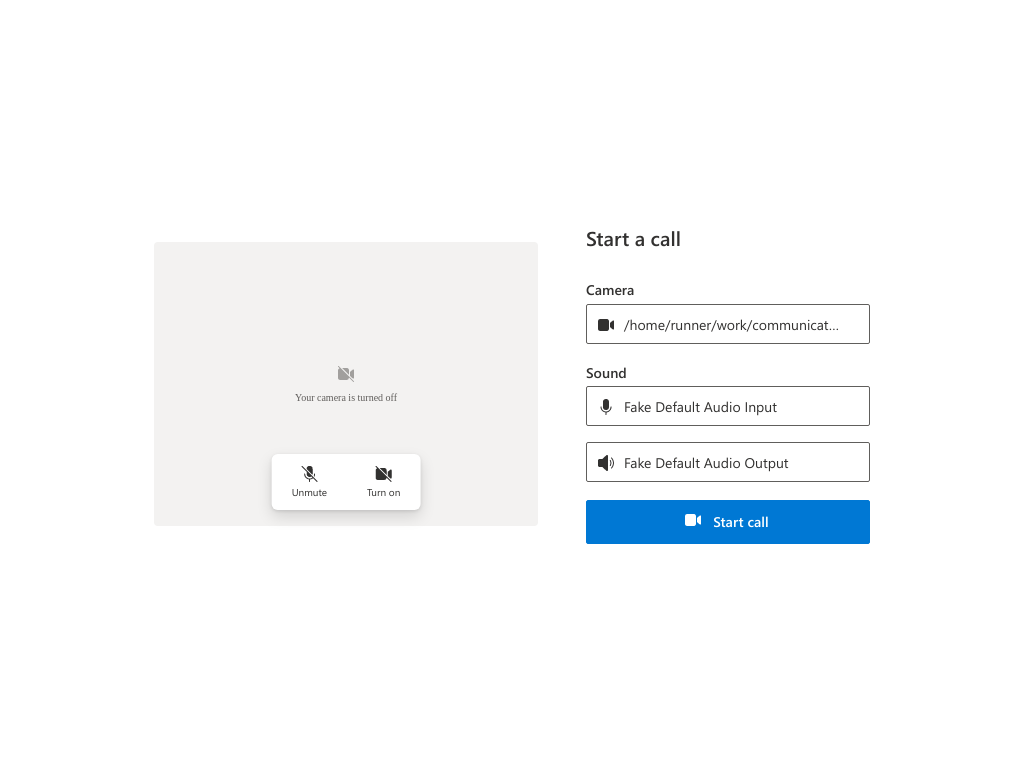 Start a call
Camera
/home/runner/work/communicat...
Sound
Fake Default Audio Input
Fake Default Audio Output
Start call
Your camera is turned off
Unmute
Turn on